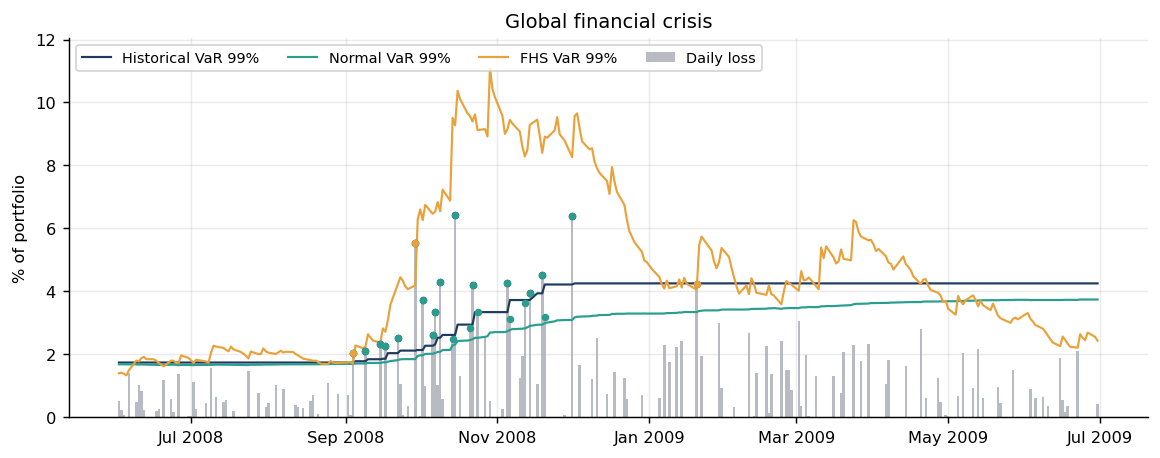 Global financial crisis
Historical VaR 99% Normal VaR 99% FHS VaR 99% Daily loss
% of portfolio
12
10
8
6
4
2
0
Jul 2008 Sep 2008 Nov 2008 Jan 2009 Mar 2009 May 2009 Jul 2009